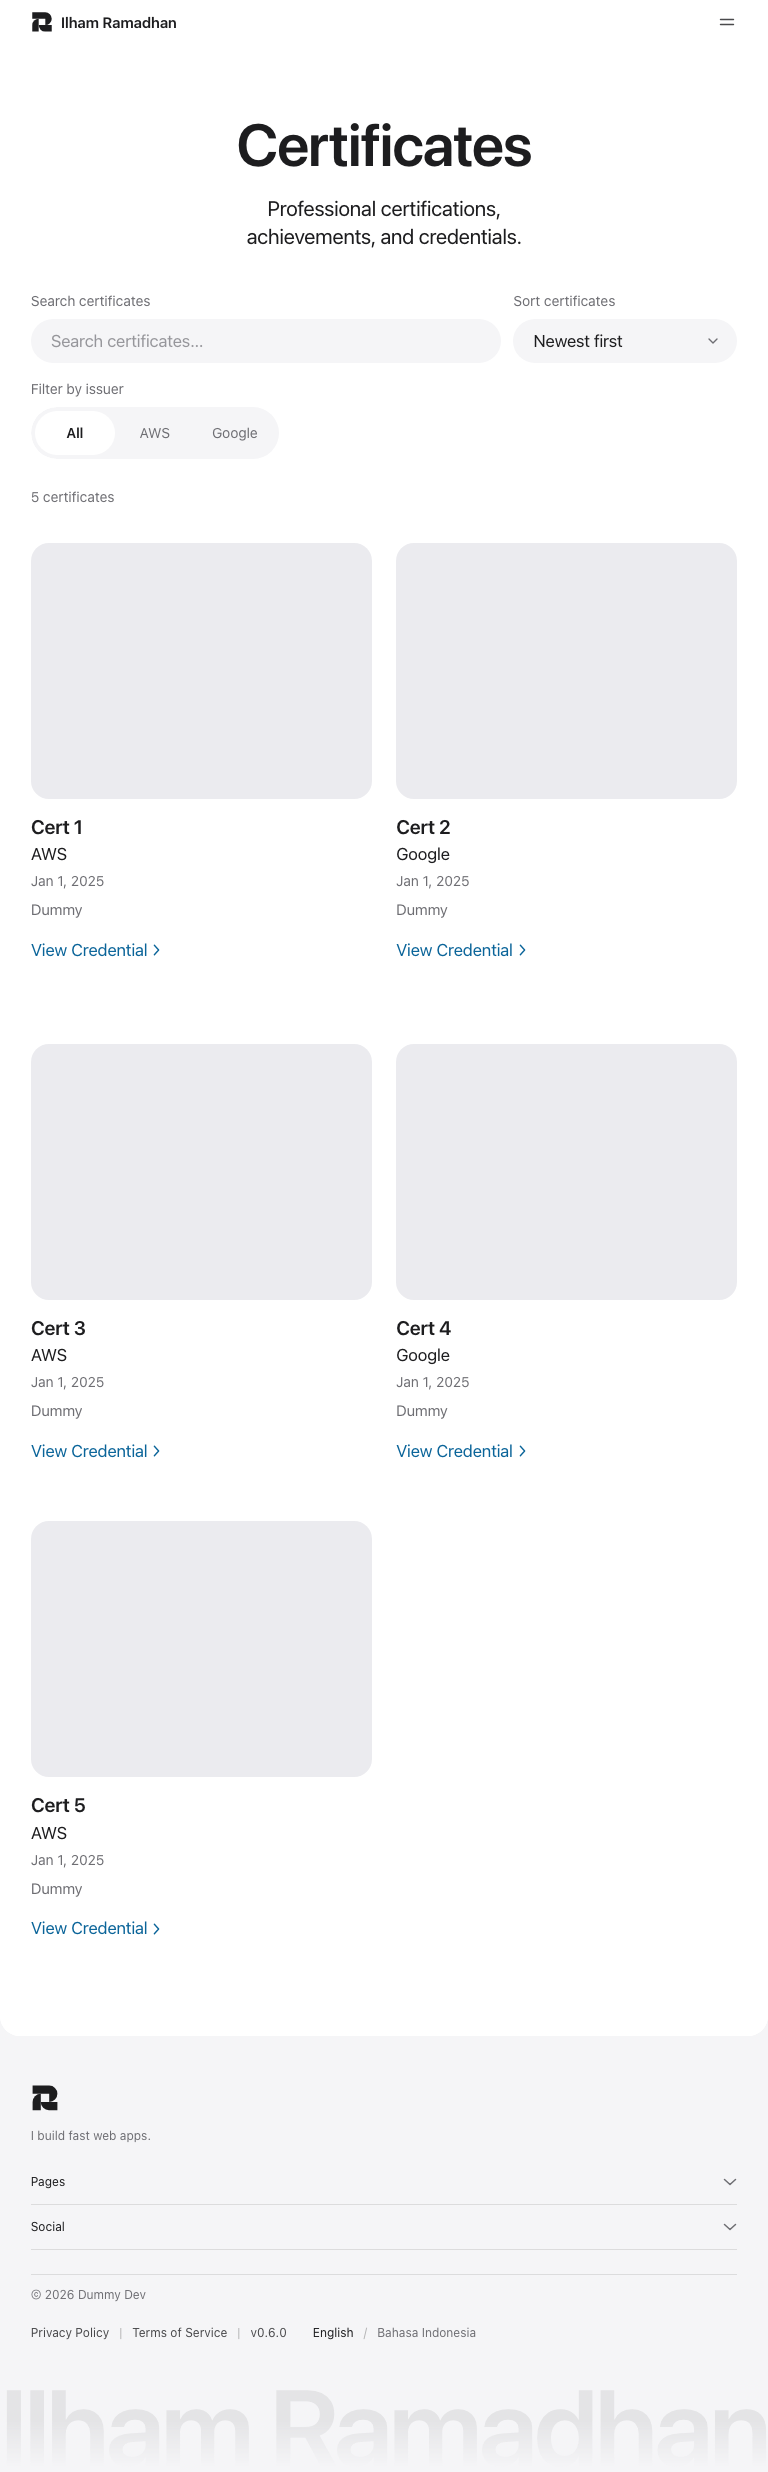 Ilham Ramadhan
Certificates
Professional certifications,
achievements, and credentials.
Search certificates
Sort certificates
Search certificates...
Newest first
Filter by issuer
All
AWS
Google
5 certificates
Cert 1
AWS
Jan 1, 2025
Dummy
View Credential
Cert 2
Google
Jan 1, 2025
Dummy
View Credential
Cert 3
AWS
Jan 1, 2025
Dummy
View Credential
Cert 4
Google
Jan 1, 2025
Dummy
View Credential
Cert 5
AWS
Jan 1, 2025
Dummy
View Credential
I build fast web apps.
Pages
Social
© 2026 Dummy Dev
Privacy Policy | Terms of Service | v0.6.0 English / Bahasa Indonesia
Ilham Ramadhan